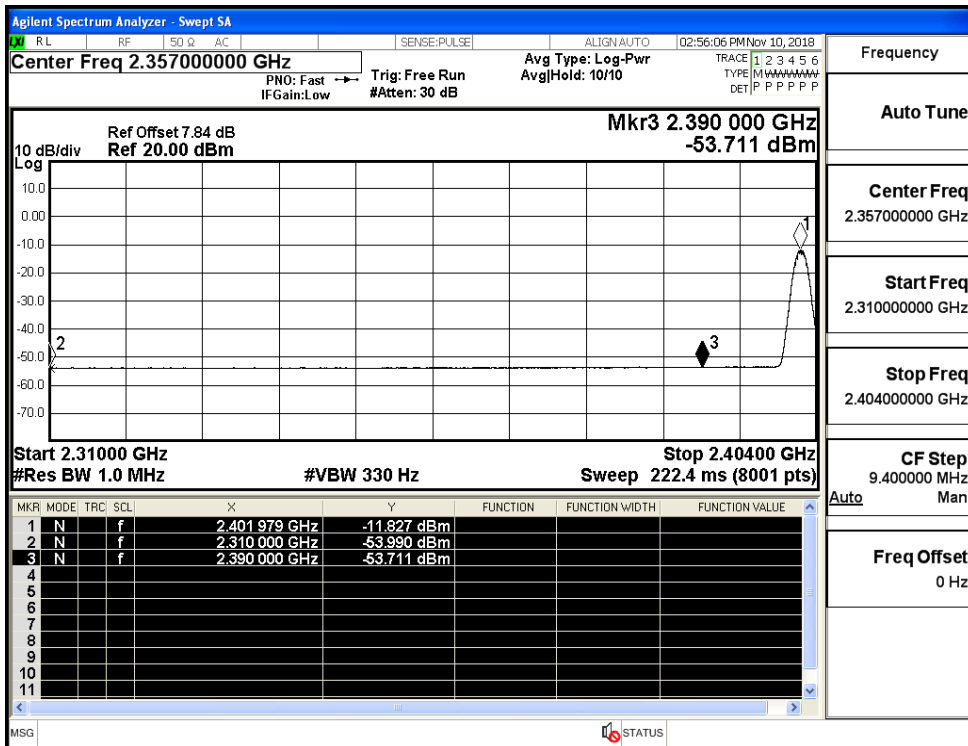 Agilent Spectrum Analyzer - Swept SA
LXI RL RF 50 Ω AC SENSE:PULSE ALIGN AUTO 02:56:06 PM Nov 10, 2018
Center Freq 2.357000000 GHz
PNO: Fast
IFGain:Low
Trig: Free Run
#Atten: 30 dB
Avg Type: Log-Pwr
Avg|Hold: 10/10
TRACE 1 2 3 4 5 6
TYPE M WWWWW
DET P P P P P P
Mkr3 2.390 000 GHz
-53.711 dBm
Ref Offset 7.84 dB
10 dB/div Ref 20.00 dBm
Log
10.0
0.00
-10.0
-20.0
-30.0
-40.0
-50.0
-60.0
-70.0
1
2
3
Start 2.31000 GHz Stop 2.40400 GHz
#Res BW 1.0 MHz #VBW 330 Hz Sweep 222.4 ms (8001 pts)
MKR MODE TRC SCL X Y FUNCTION FUNCTION WIDTH FUNCTION VALUE
1 N f 2.401 979 GHz -11.827 dBm
2 N f 2.310 000 GHz -53.990 dBm
3 N f 2.390 000 GHz -53.711 dBm
4
5
6
7
8
9
10
11
MSG STATUS
Frequency
Auto Tune
Center Freq
2.357000000 GHz
Start Freq
2.310000000 GHz
Stop Freq
2.404000000 GHz
CF Step
9.400000 MHz
Auto Man
Freq Offset
0 Hz